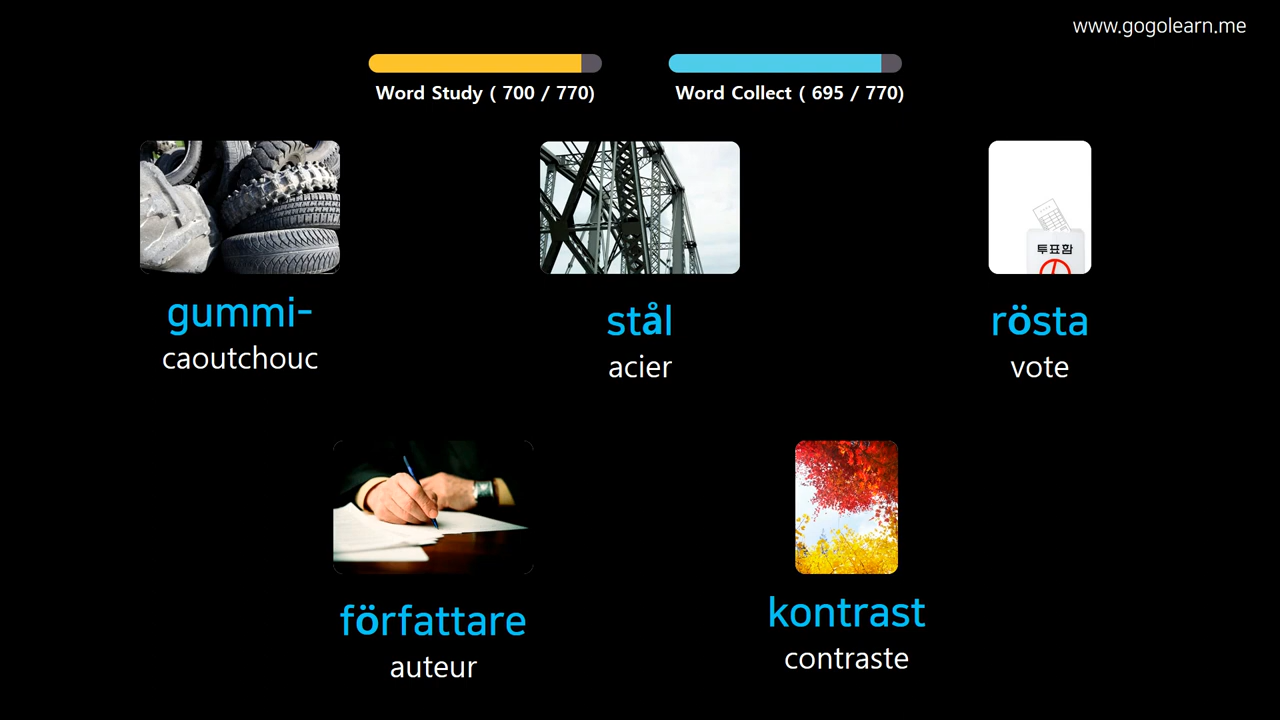 www.gogolearn.me
Word Study ( 700 / 770)
Word Collect ( 695 / 770)
투표함
gummi-
caoutchouc
stål
acier
rösta
vote
författare
auteur
kontrast
contraste